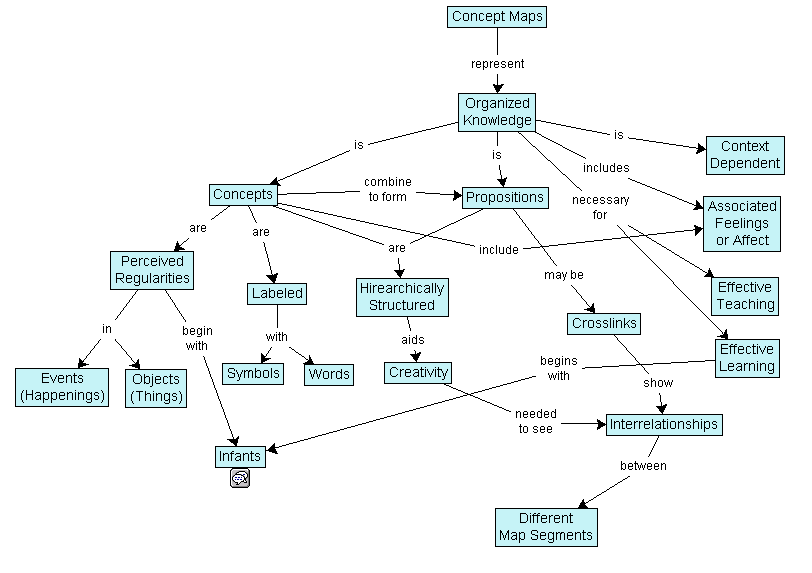 Concept Maps
represent
Organized
Knowledge
is
is
is
Context
Dependent
includes
combine
to form
Concepts
Propositions
necessary
for
Associated
Feelings
or Affect
are
are
are
include
Perceived
Regularities
may be
Labeled
Hirearchically
Structured
Effective
Teaching
Crosslinks
in
begin
with
with
aids
Effective
Learning
begins
with
Symbols
Words
Creativity
show
Events
(Happenings)
Objects
(Things)
needed
to see
Interrelationships
Infants
between
Different
Map Segments